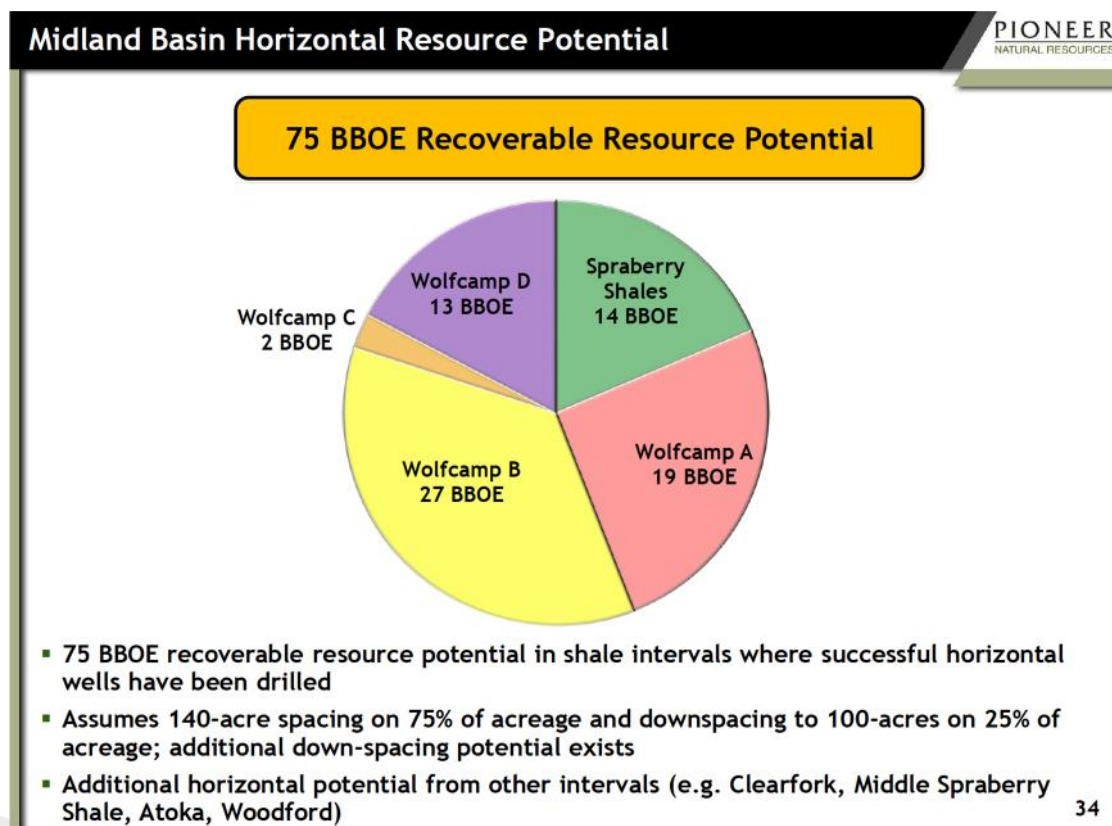 Midland Basin Horizontal Resource Potential
PIONEER
NATURAL RESOURCES
75 BBOE Recoverable Resource Potential
Spraberry
Shales
14 BBOE
Wolfcamp D
13 BBOE
Wolfcamp C
2 BBOE
Wolfcamp A
19 BBOE
Wolfcamp B
27 BBOE
▪ 75 BBOE recoverable resource potential in shale intervals where successful horizontal
wells have been drilled
▪ Assumes 140-acre spacing on 75% of acreage and downspacing to 100-acres on 25% of
acreage; additional down-spacing potential exists
▪ Additional horizontal potential from other intervals (e.g. Clearfork, Middle Spraberry
Shale, Atoka, Woodford)
34